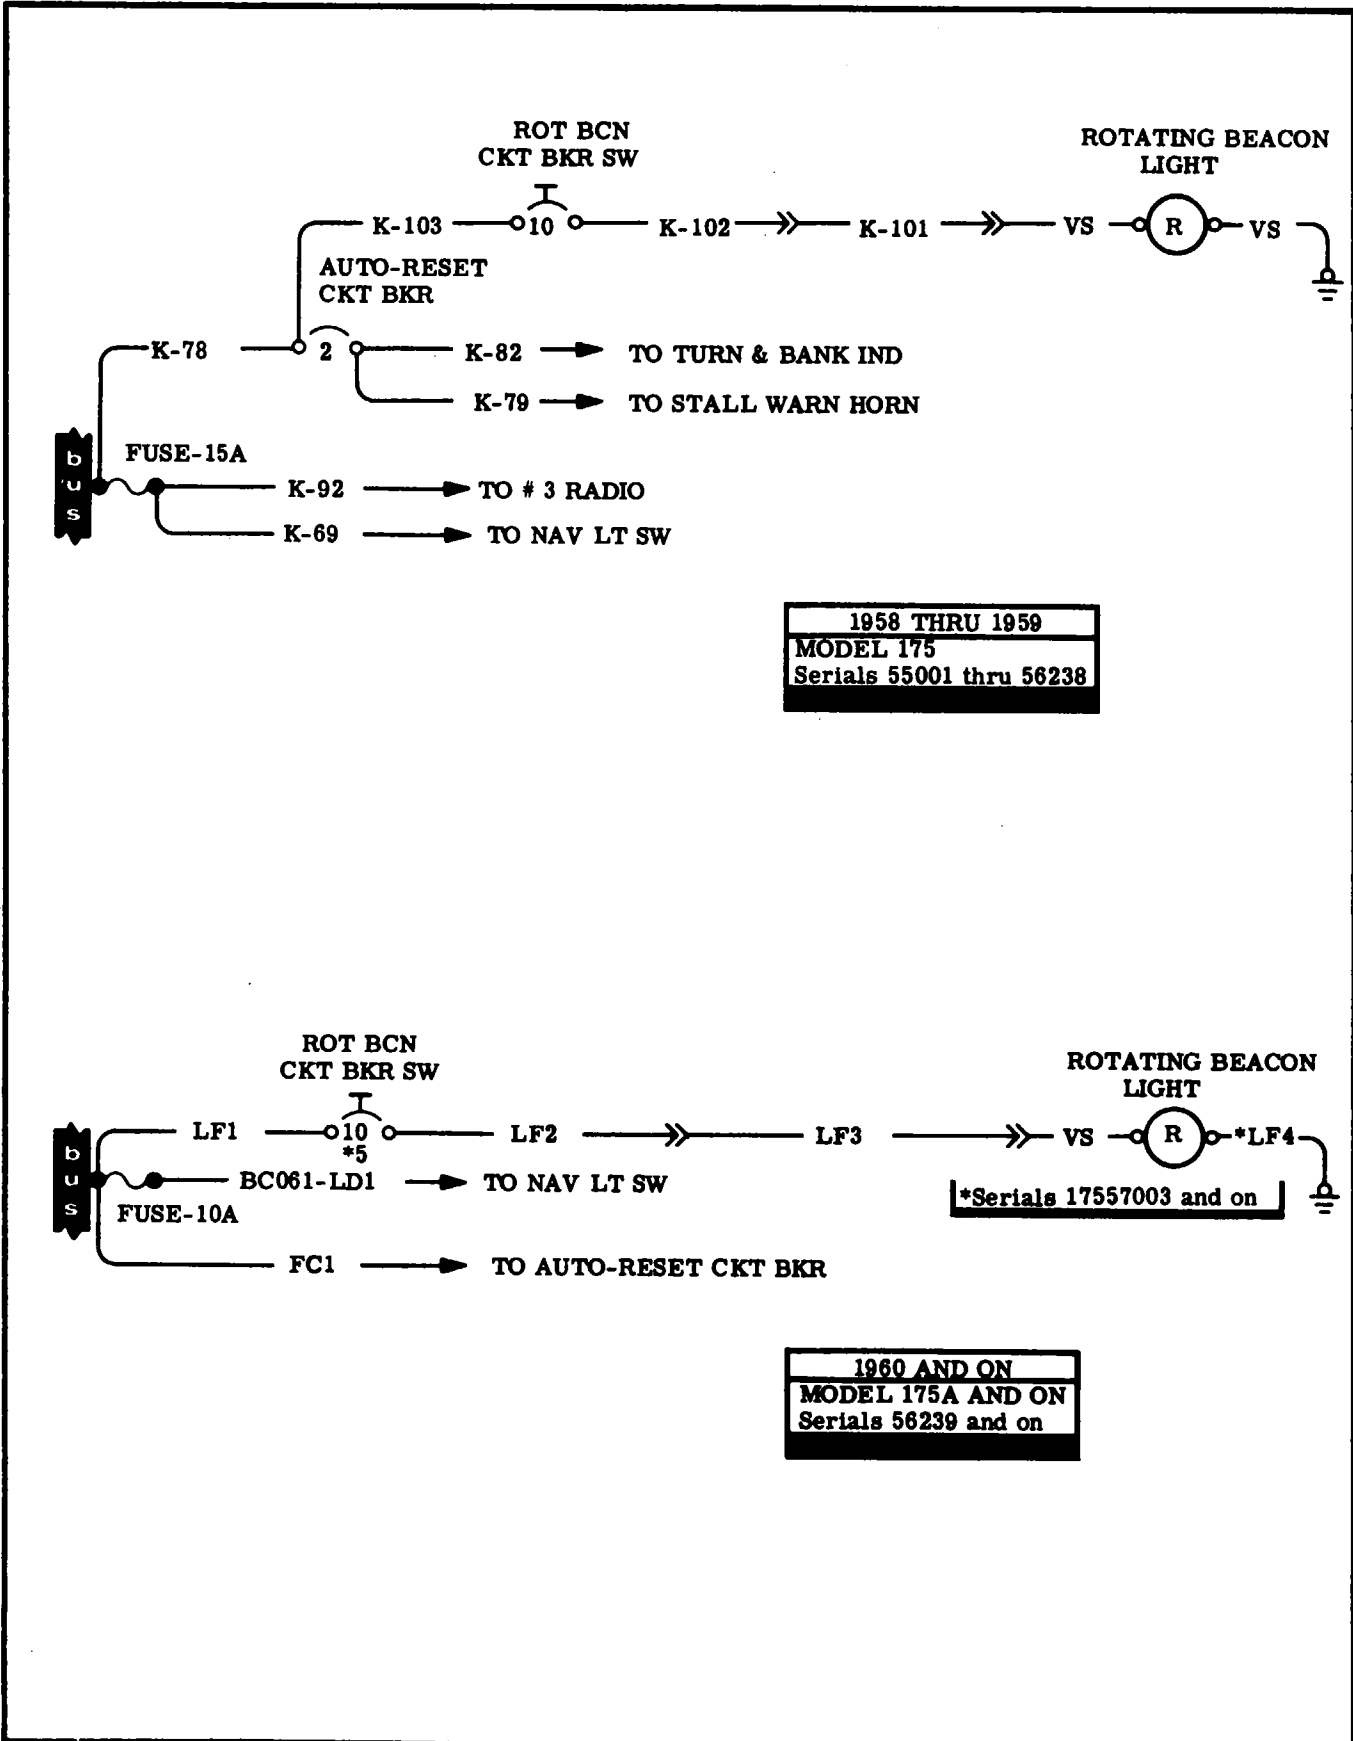 ROT BCN
CKT BKR SW
ROTATING BEACON
LIGHT
K-103
10
K-102
K-101
VS
R
VS
AUTO-RESET
CKT BKR
K-78
2
K-82
TO TURN & BANK IND
K-79
TO STALL WARN HORN
bus
FUSE-15A
K-92
TO # 3 RADIO
K-69
TO NAV LT SW
1958 THRU 1959
MODEL 175
Serials 55001 thru 56238
ROT BCN
CKT BKR SW
ROTATING BEACON
LIGHT
LF1
10
*5
LF2
LF3
VS
R
*LF4
bus
BC061-LD1
TO NAV LT SW
*Serials 17557003 and on
FUSE-10A
FC1
TO AUTO-RESET CKT BKR
1960 AND ON
MODEL 175A AND ON
Serials 56239 and on